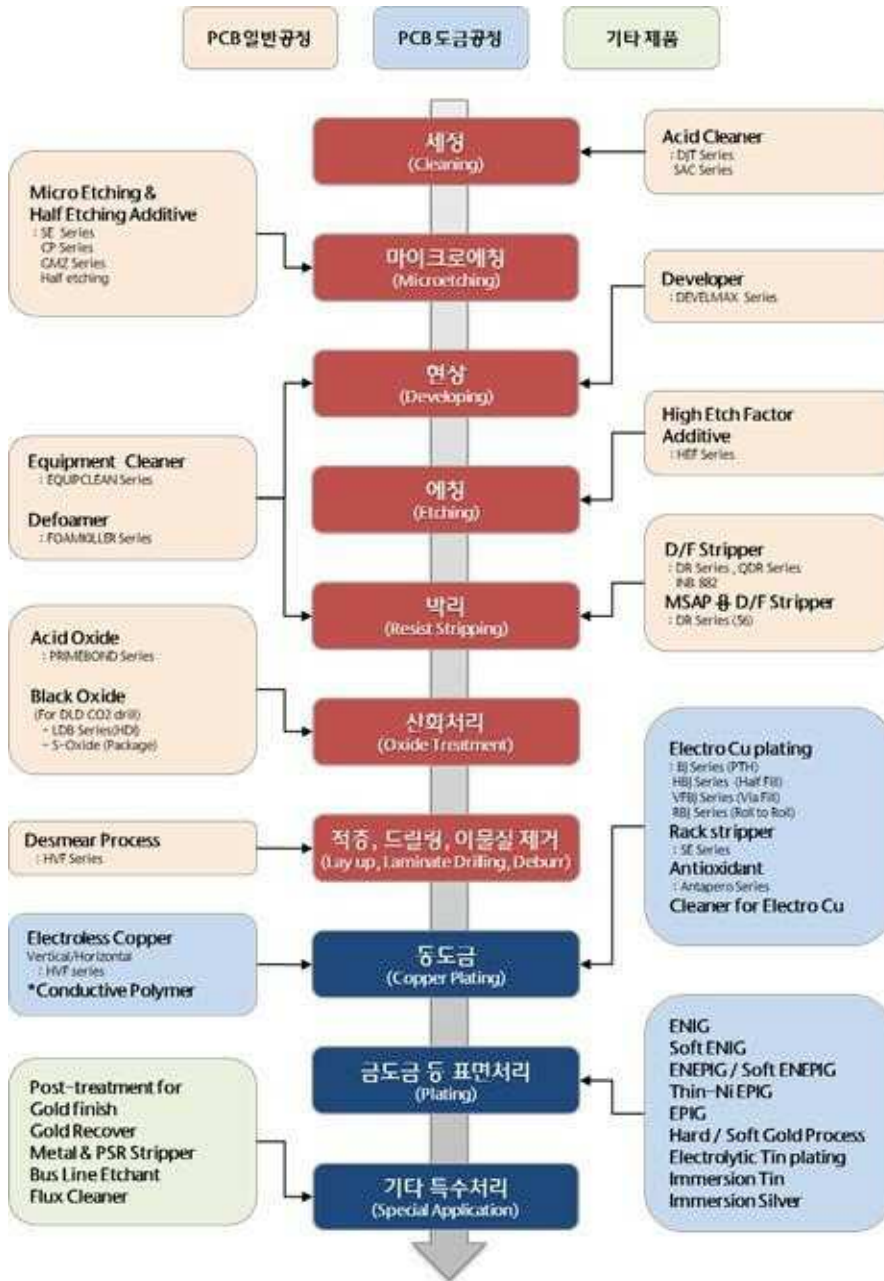 PCB일반공정
PCB도금공정
기타 제품
세정
(Cleaning)
Acid Cleaner
: DJT Series
SAC Series
Micro Etching &
Half Etching Additive
: SE Series
CP Series
GMZ Series
Half etching
마이크로에칭
(Microetching)
Developer
: DEVELMAX Series
현상
(Developing)
High Etch Factor
Additive
: HEF Series
Equipment Cleaner
: EQUIPCLEAN Series
Defoamer
: FOAMKILLER Series
에칭
(Etching)
D/F Stripper
: DR Series , QDR Series
INB 882
MSAP 용 D/F Stripper
: DR Series (S6)
박리
(Resist Stripping)
Acid Oxide
: PRIMEBOND Series
Black Oxide
(For DLD CO2 drill)
- LDB Series(HDI)
- S-Oxide (Package)
산화처리
(Oxide Treatment)
Electro Cu plating
: BJ Series (PTH)
HBJ Series (Half Fill)
VFBJ Series (Via Fill)
RBJ Series (Roll to Roll)
Rack stripper
: SE Series
Antioxidant
: Antapero Series
Cleaner for Electro Cu
Desmear Process
: HVF Series
적층, 드릴링, 이물질 제거
(Lay up, Laminate Drilling, Deburr)
Electroless Copper
Vertical/Horizontal
: HVF series
*Conductive Polymer
동도금
(Copper Plating)
ENIG
Soft ENIG
ENEPIG / Soft ENEPIG
Thin-Ni EPIG
EPIG
Hard / Soft Gold Process
Electrolytic Tin plating
Immersion Tin
Immersion Silver
금도금 등 표면처리
(Plating)
Post-treatment for
Gold finish
Gold Recover
Metal & PSR Stripper
Bus Line Etchant
Flux Cleaner
기타 특수처리
(Special Application)